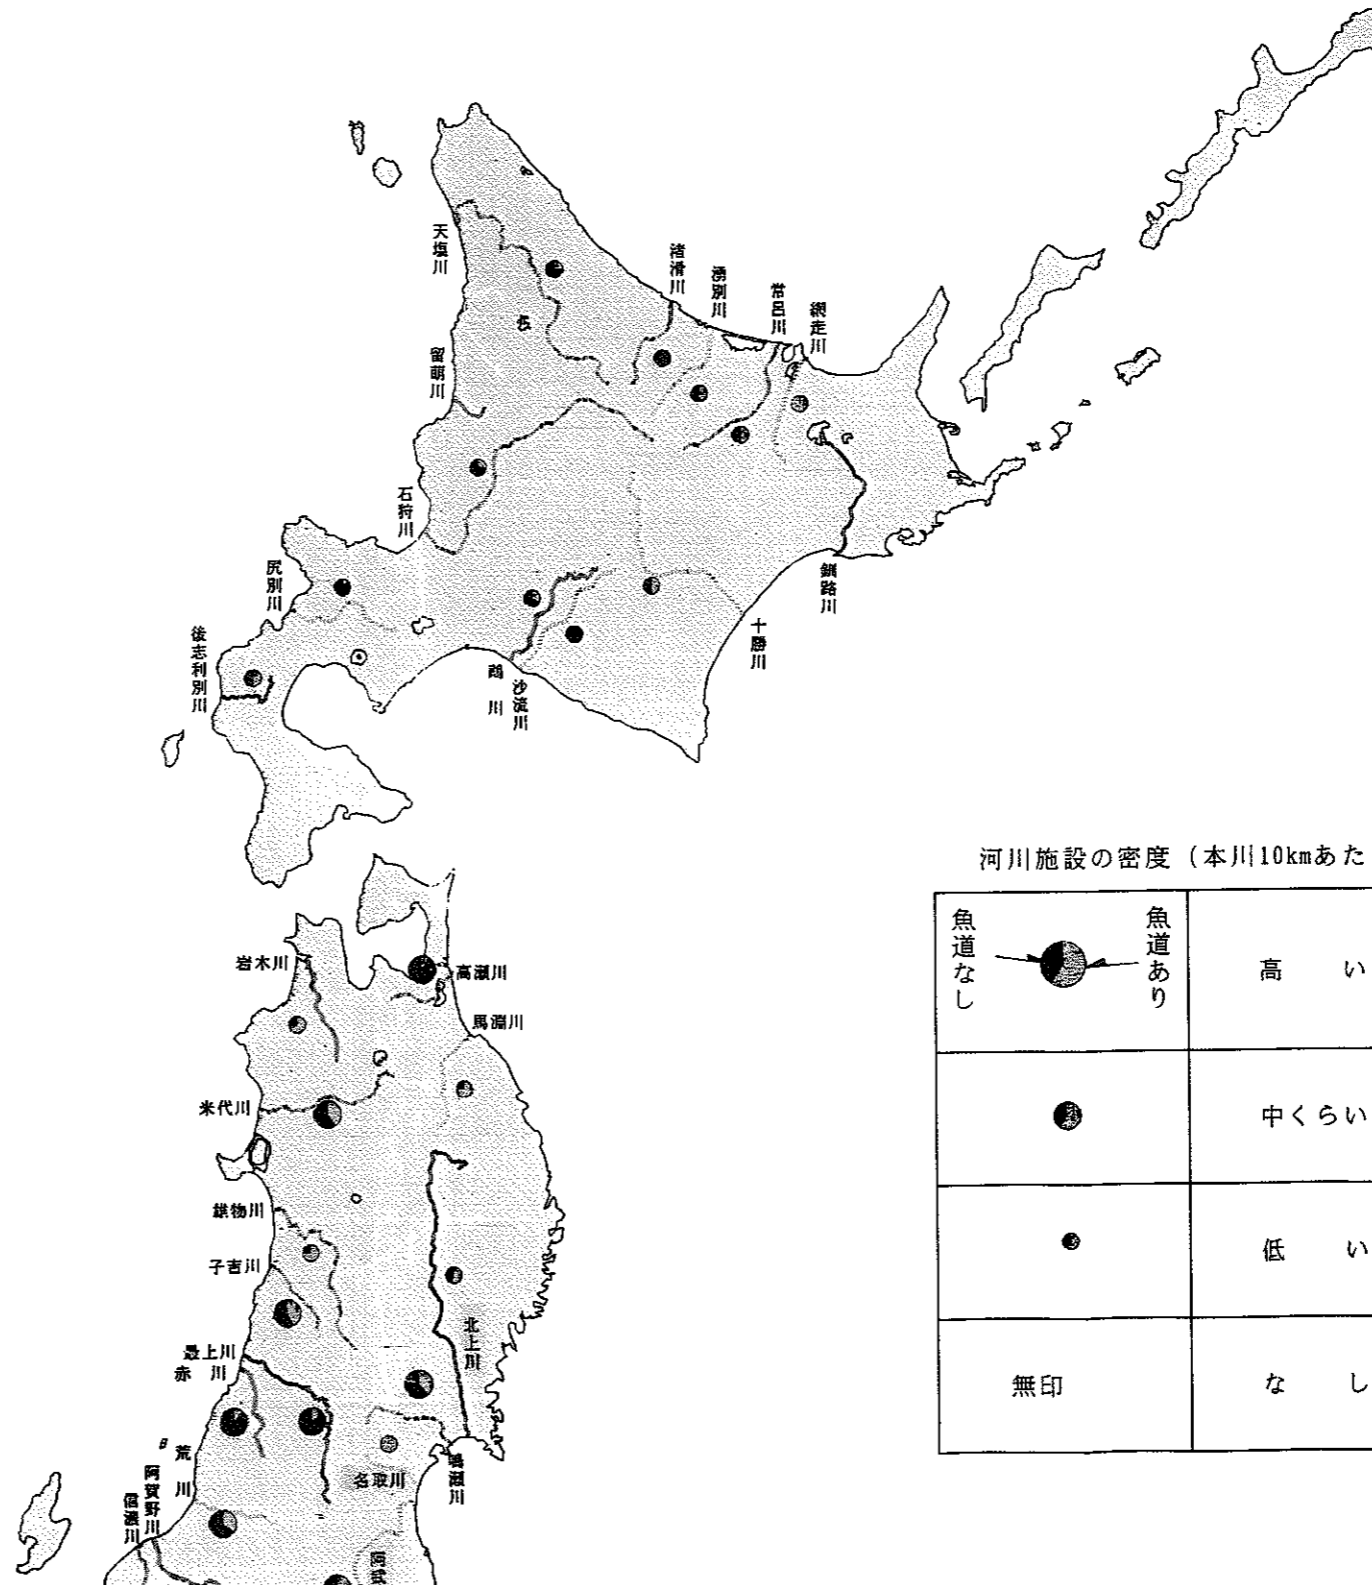 天塩川
留萌川
石狩川
尻別川
後志利別川
渚滑川
湧別川
常呂川
網走川
釧路川
十勝川
沙流川
鵡川
岩木川
高瀬川
馬淵川
米代川
雄物川
子吉川
最上川
赤川
荒川
阿賀野川
信濃川
北上川
鳴瀬川
名取川
河川施設の密度（本川10kmあた
魚道なし
魚道あり
高い
中くらい
低い
無印
なし